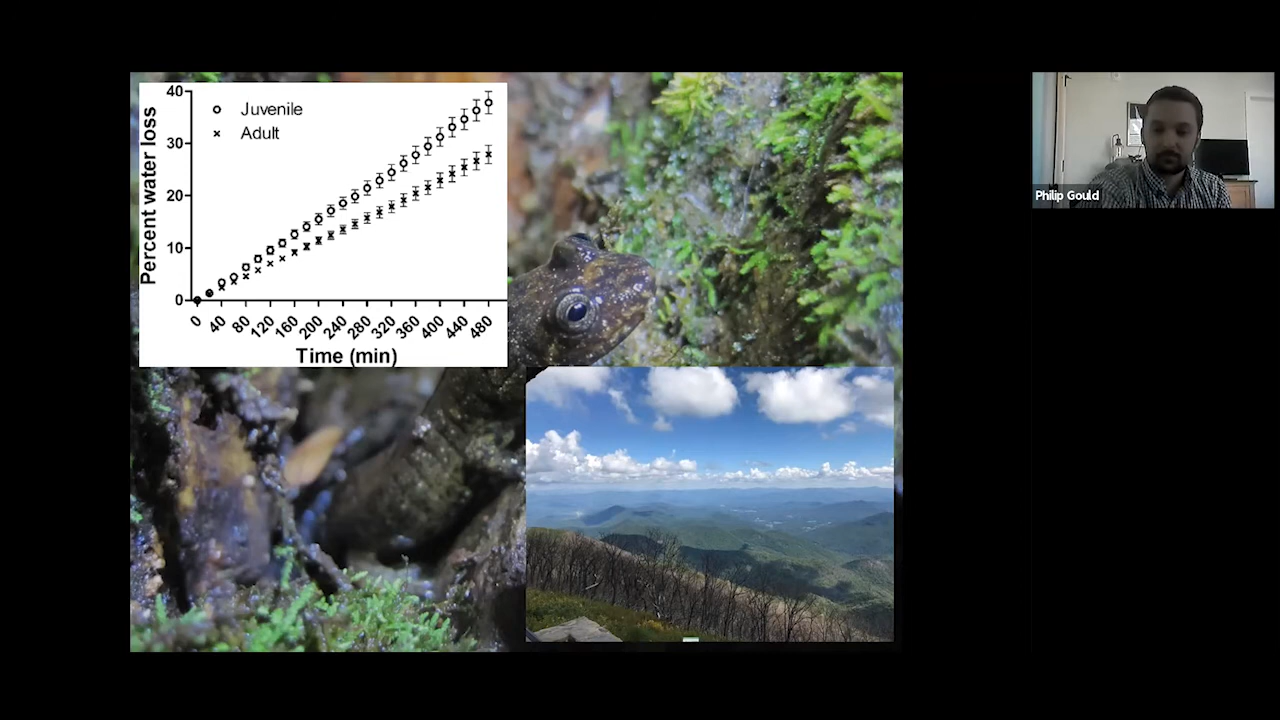 Percent water loss
40
30
20
10
0
Juvenile
Adult
0 40 80 120 160 200 240 280 320 360 400 440 480
Time (min)
Philip Gould